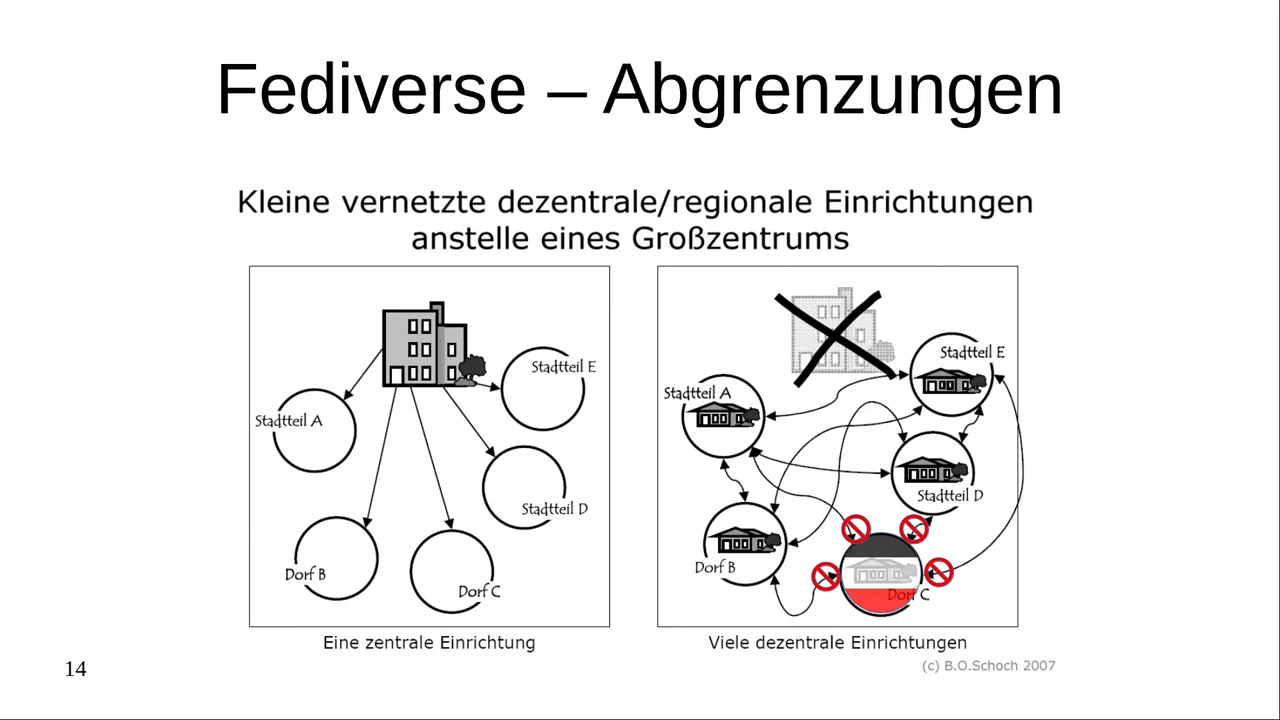 Fediverse – Abgrenzungen
Kleine vernetzte dezentrale/regionale Einrichtungen
anstelle eines Großzentrums
Stadtteil E
Stadtteil A
Stadtteil D
Dorf B
Dorf C
Eine zentrale Einrichtung
Stadtteil E
Stadtteil A
Stadtteil D
Dorf B
Dorf C
Viele dezentrale Einrichtungen
(c) B.O.Schoch 2007
14